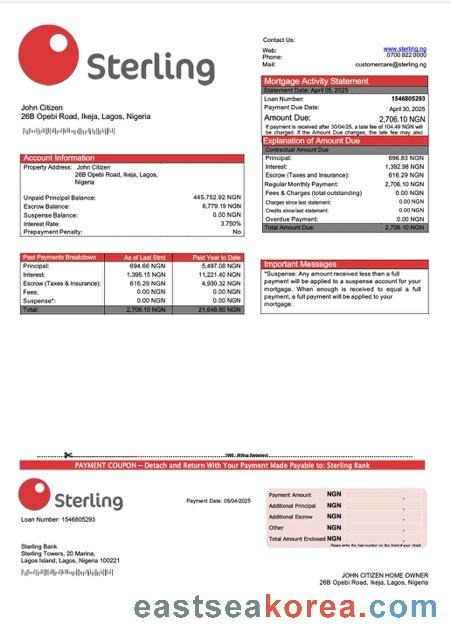 Sterling
Contact Us:
Web: www.sterling.ng
Phone: 0700 822 0000
Mail: customercare@sterling.ng
John Citizen
26B Opebi Road, Ikeja, Lagos, Nigeria
Mortgage Activity Statement
Statement Date: April 05, 2025
Loan Number: 1546805293
Payment Due Date: April 30, 2025
Amount Due: 2,706.10 NGN
If payment is received after 30/04/25, a late fee of 104.49 NGN will
be charged. If the Amount Due changes, the late fee may also
Explanation of Amount Due
Contractual Amount Due
Principal: 696.83 NGN
Interest: 1,392.98 NGN
Escrow (Taxes and Insurance): 616.29 NGN
Regular Monthly Payment: 2,706.10 NGN
Fees & Charges (total outstanding): 0.00 NGN
Charges since last statement: 0.00 NGN
Credits since last statement: 0.00 NGN
Overdue Payment: 0.00 NGN
Total Amount Due: 2,706.10 NGN
Account Information
Property Address: John Citizen
26B Opebi Road, Ikeja, Lagos,
Nigeria
Unpaid Principal Balance: 445,752.92 NGN
Escrow Balance: 6,779.19 NGN
Suspense Balance: 0.00 NGN
Interest Rate: 3.750%
Prepayment Penalty: No
Past Payments Breakdown As of Last Stmt Paid Year to Date
Principal: 694.66 NGN 5,497.08 NGN
Interest: 1,395.15 NGN 11,221.40 NGN
Escrow (Taxes & Insurance): 616.29 NGN 4,930.32 NGN
Fees: 0.00 NGN 0.00 NGN
Suspense*: 0.00 NGN 0.00 NGN
Total: 2,706.10 NGN 21,648.80 NGN
Important Messages
*Suspense: Any amount received less than a full
payment will be applied to a suspense account for your
mortgage. When enough is received to equal a full
payment, a full payment will be applied to your
mortgage.
Billing Statement
PAYMENT COUPON – Detach and Return With Your Payment Made Payable to: Sterling Bank
Sterling
Loan Number: 1546805293
Payment Date: 05/04/2025
Payment Amount NGN .
Additional Principal NGN .
Additional Escrow NGN .
Other NGN .
Total Amount Enclosed NGN .
Please write the loan number on the front of your check.
Sterling Bank
Sterling Towers, 20 Marina,
Lagos Island, Lagos, Nigeria 100221
JOHN CITIZEN HOME OWNER
26B Opebi Road, Ikeja, Lagos, Nigeria
eastseakorea.com